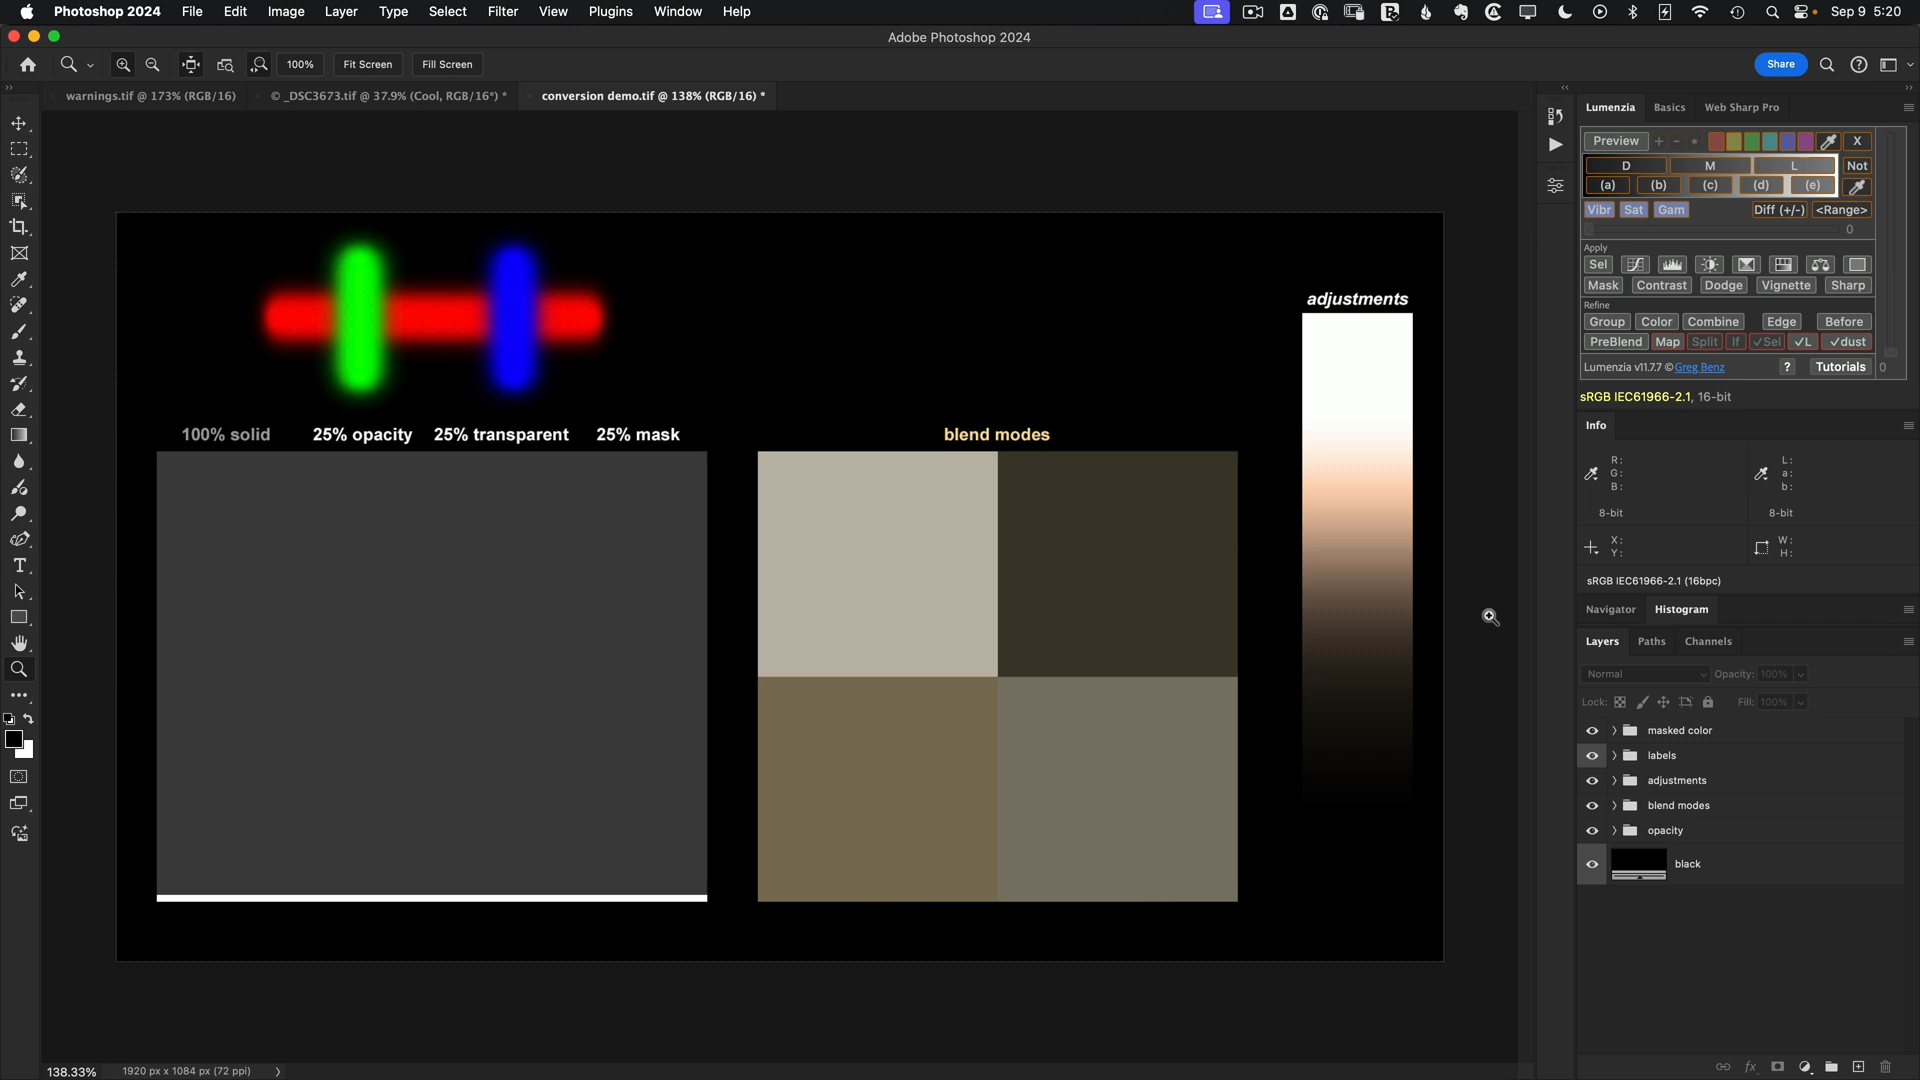 Photoshop 2024 File Edit Image Layer Type Select Filter View Plugins Window Help Sep 9 5:20
Adobe Photoshop 2024
100% Fit Screen Fill Screen Share
warnings.tif @ 173% (RGB/16) © _DSC3673.tif @ 37.9% (Cool, RGB/16*) * conversion demo.tif @ 138% (RGB/16) *
Lumenzia Basics Web Sharp Pro
Preview + - * X
D M L Not
(a) (b) (c) (d) (e)
Vibr Sat Gam Diff (+/-) <Range>
0
Apply
Sel
Mask Contrast Dodge Vignette Sharp
Refine
Group Color Combine Edge Before
PreBlend Map Split If ✓Sel ✓L ✓dust
Lumenzia v11.7.7 © Greg Benz ? Tutorials 0
sRGB IEC61966-2.1, 16-bit
Info
R: L:
G: a:
B: b:
8-bit 8-bit
X: W:
Y: H:
sRGB IEC61966-2.1 (16bpc)
Navigator Histogram
Layers Paths Channels
Normal Opacity: 100%
Lock: Fill: 100%
masked color
labels
adjustments
blend modes
opacity
black
adjustments
100% solid 25% opacity 25% transparent 25% mask
blend modes
138.33% 1920 px x 1084 px (72 ppi)